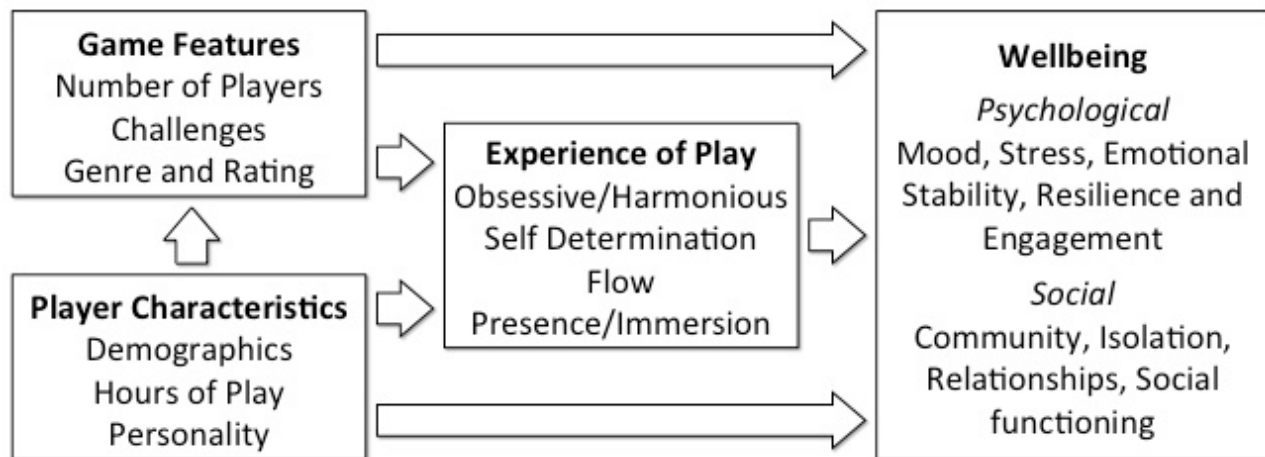 Game Features
Number of Players
Challenges
Genre and Rating
Player Characteristics
Demographics
Hours of Play
Personality
Experience of Play
Obsessive/Harmonious
Self Determination
Flow
Presence/Immersion
Wellbeing
Psychological
Mood, Stress, Emotional
Stability, Resilience and
Engagement
Social
Community, Isolation,
Relationships, Social
functioning